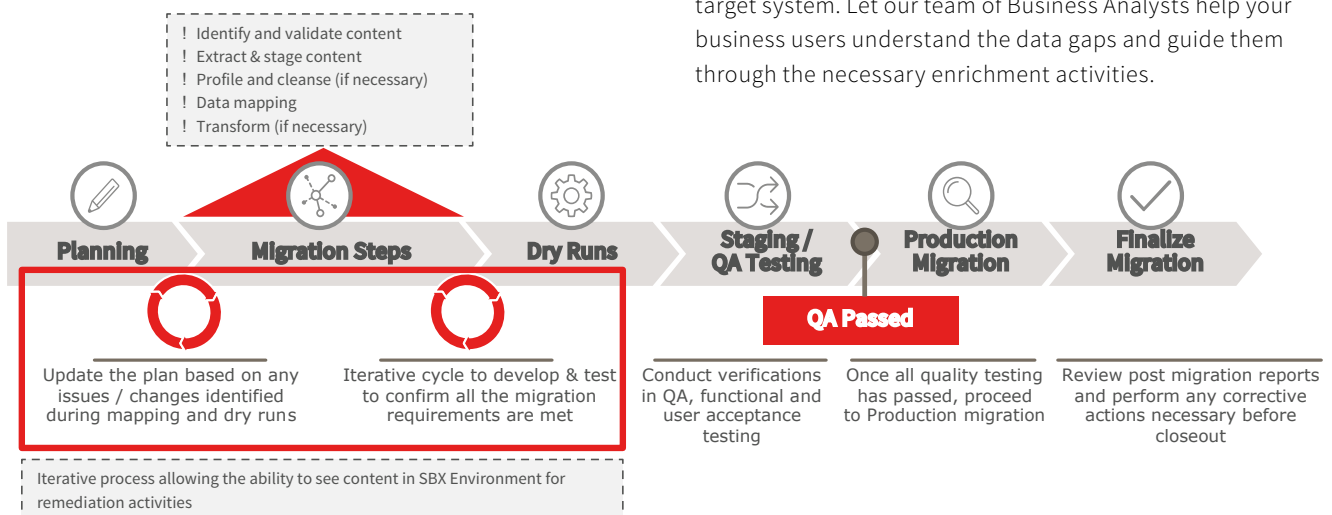 target system. Let our team of Business Analysts help your
business users understand the data gaps and guide them
through the necessary enrichment activities.
! Identify and validate content
! Extract & stage content
! Profile and cleanse (if necessary)
! Data mapping
! Transform (if necessary)
Planning
Migration Steps
Dry Runs
Staging /
QA Testing
Production
Migration
Finalize
Migration
QA Passed
Update the plan based on any
issues / changes identified
during mapping and dry runs
Iterative cycle to develop & test
to confirm all the migration
requirements are met
Conduct verifications
in QA, functional and
user acceptance
testing
Once all quality testing
has passed, proceed
to Production migration
Review post migration reports
and perform any corrective
actions necessary before
closeout
Iterative process allowing the ability to see content in SBX Environment for
remediation activities